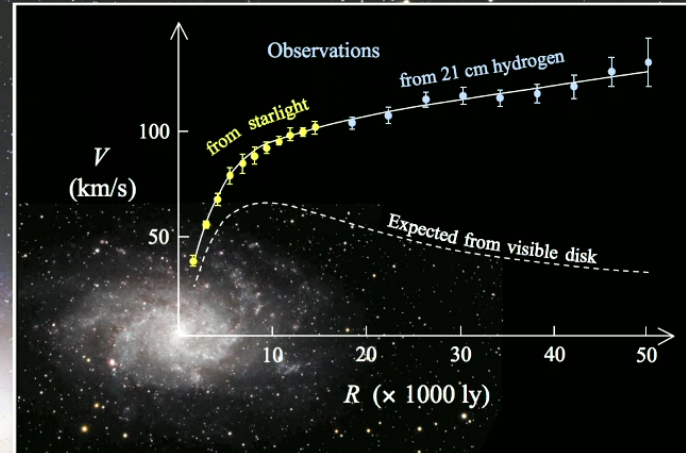 Observations
from 21 cm hydrogen
from starlight
100
V
(km/s)
50
Expected from visible disk
10 20 30 40 50
R (× 1000 ly)